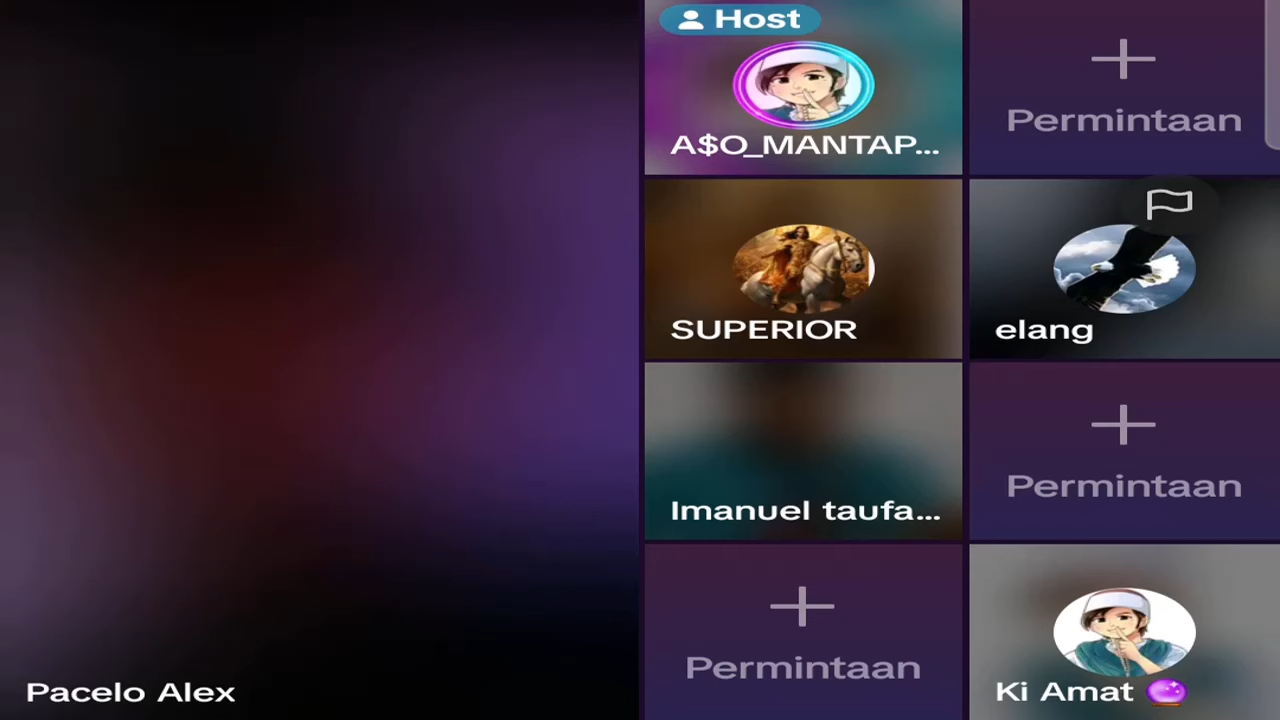 Host
A$O_MANTAP...
Permintaan
SUPERIOR
elang
Imanuel taufa...
Permintaan
Permintaan
Ki Amat 🔮
Pacelo Alex